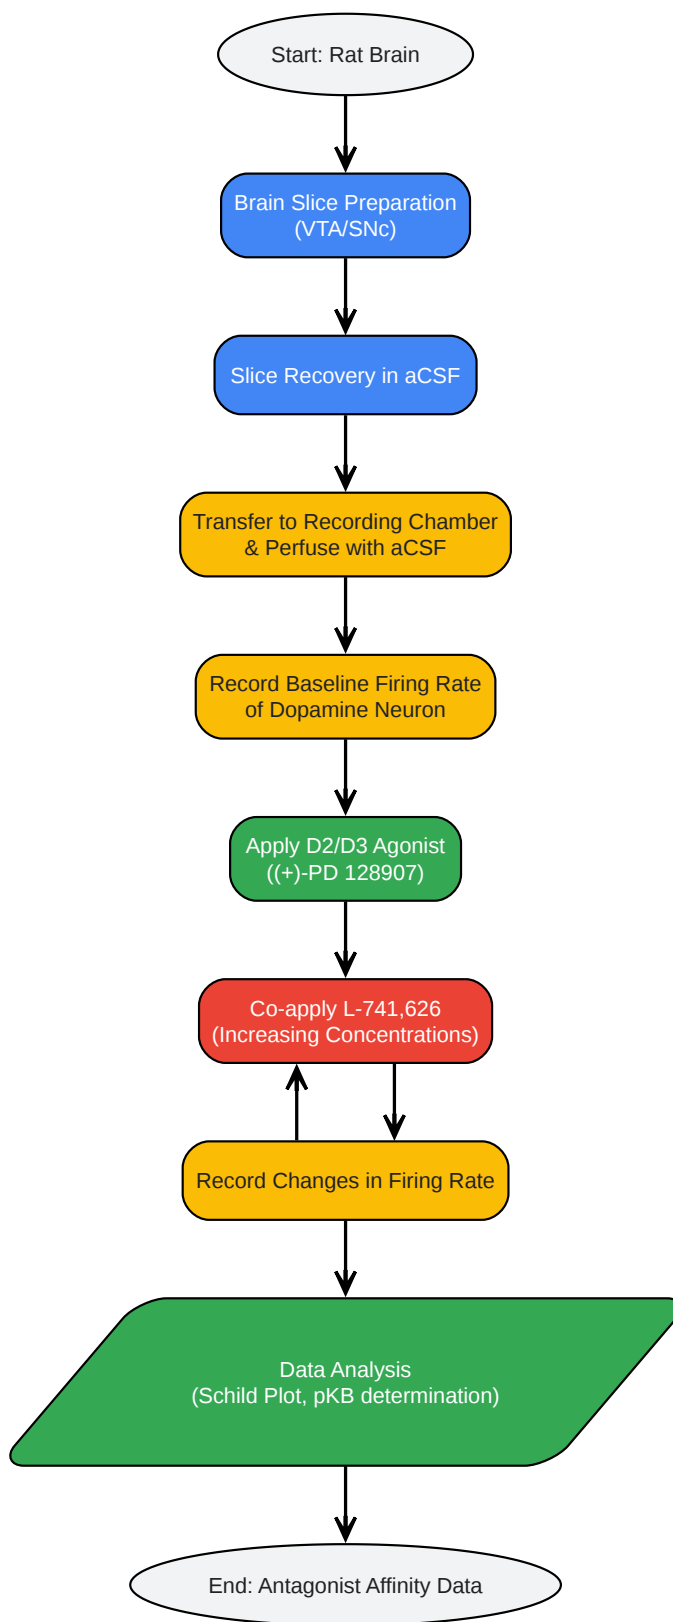 Start: Rat Brain
Brain Slice Preparation
(VTA/SNc)
Slice Recovery in aCSF
Transfer to Recording Chamber
& Perfuse with aCSF
Record Baseline Firing Rate
of Dopamine Neuron
Apply D2/D3 Agonist
((+)-PD 128907)
Co-apply L-741,626
(Increasing Concentrations)
Record Changes in Firing Rate
Data Analysis
(Schild Plot, pKB determination)
End: Antagonist Affinity Data